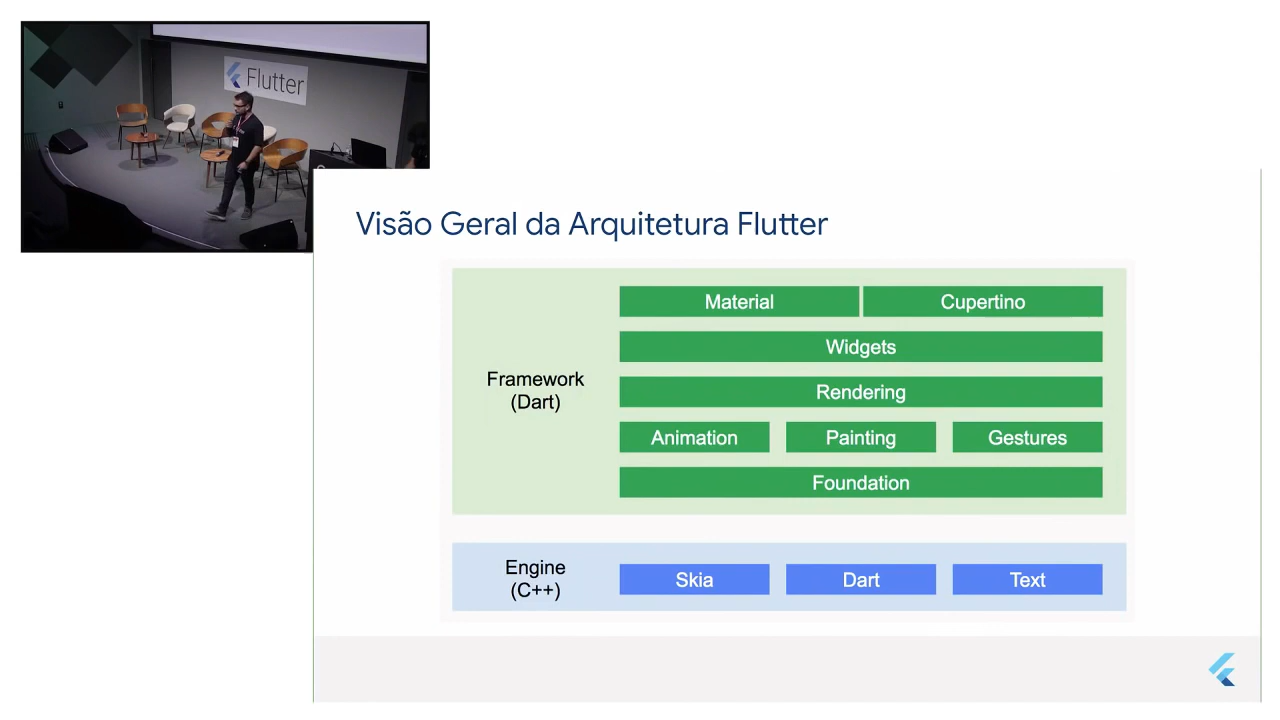 Flutter
Visão Geral da Arquitetura Flutter
Material
Cupertino
Widgets
Framework
(Dart)
Rendering
Animation
Painting
Gestures
Foundation
Engine
(C++)
Skia
Dart
Text